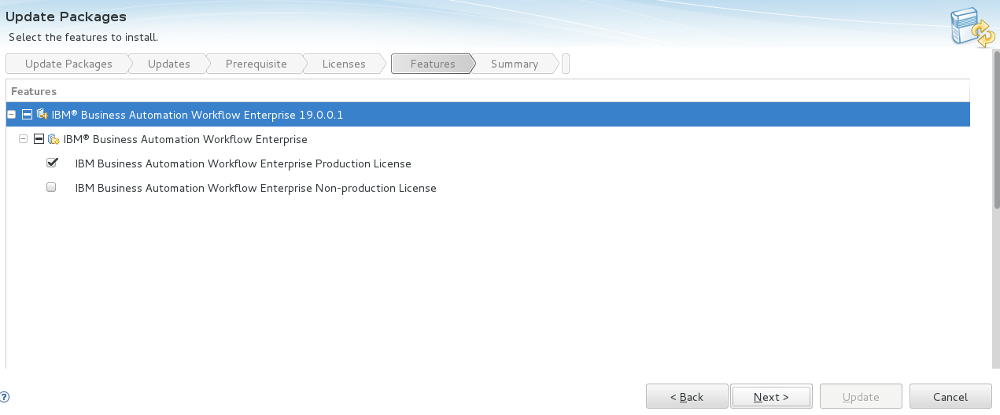 Update Packages
Select the features to install.
Update Packages Updates Prerequisite Licenses Features Summary
Features
IBM® Business Automation Workflow Enterprise 19.0.0.1
IBM® Business Automation Workflow Enterprise
IBM Business Automation Workflow Enterprise Production License
IBM Business Automation Workflow Enterprise Non-production License
? < Back Next > Update Cancel